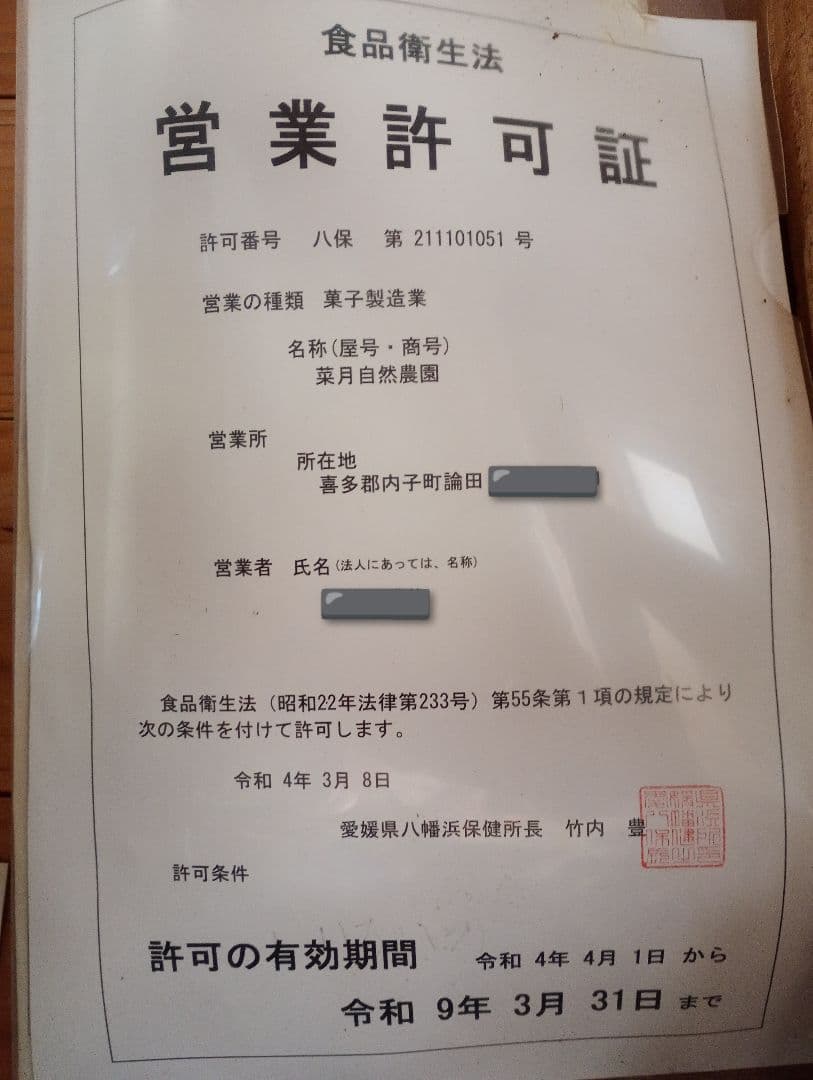 食品衛生法
営業許可証
許可番号 八保 第 211101051 号
営業の種類 菓子製造業
名称(屋号・商号)
菜月自然農園
営業所
所在地
喜多郡内子町論田
営業者 氏名(法人にあっては、名称)
食品衛生法(昭和22年法律第233号)第55条第1項の規定により
次の条件を付けて許可します。
令和 4年 3月 8日
愛媛県八幡浜保健所長 竹内 豊
許可条件
許可の有効期間 令和 4年 4月 1日 から
令和 9年 3月 31日 まで